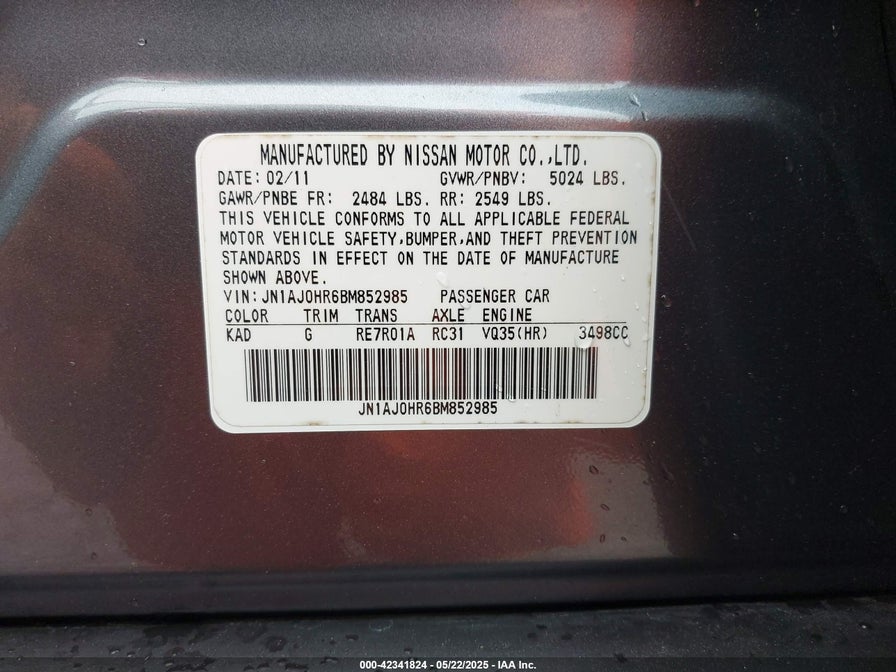 MANUFACTURED BY NISSAN MOTOR CO.,LTD.
DATE: 02/11 GVWR/PNBV: 5024 LBS.
GAWR/PNBE FR: 2484 LBS. RR: 2549 LBS.
THIS VEHICLE CONFORMS TO ALL APPLICABLE FEDERAL
MOTOR VEHICLE SAFETY,BUMPER,AND THEFT PREVENTION
STANDARDS IN EFFECT ON THE DATE OF MANUFACTURE
SHOWN ABOVE.
VIN: JN1AJ0HR6BM852985 PASSENGER CAR
COLOR TRIM TRANS AXLE ENGINE
KAD G RE7R01A RC31 VQ35(HR) 3498CC
JN1AJ0HR6BM852985
000-42341824 - 05/22/2025 - IAA Inc.